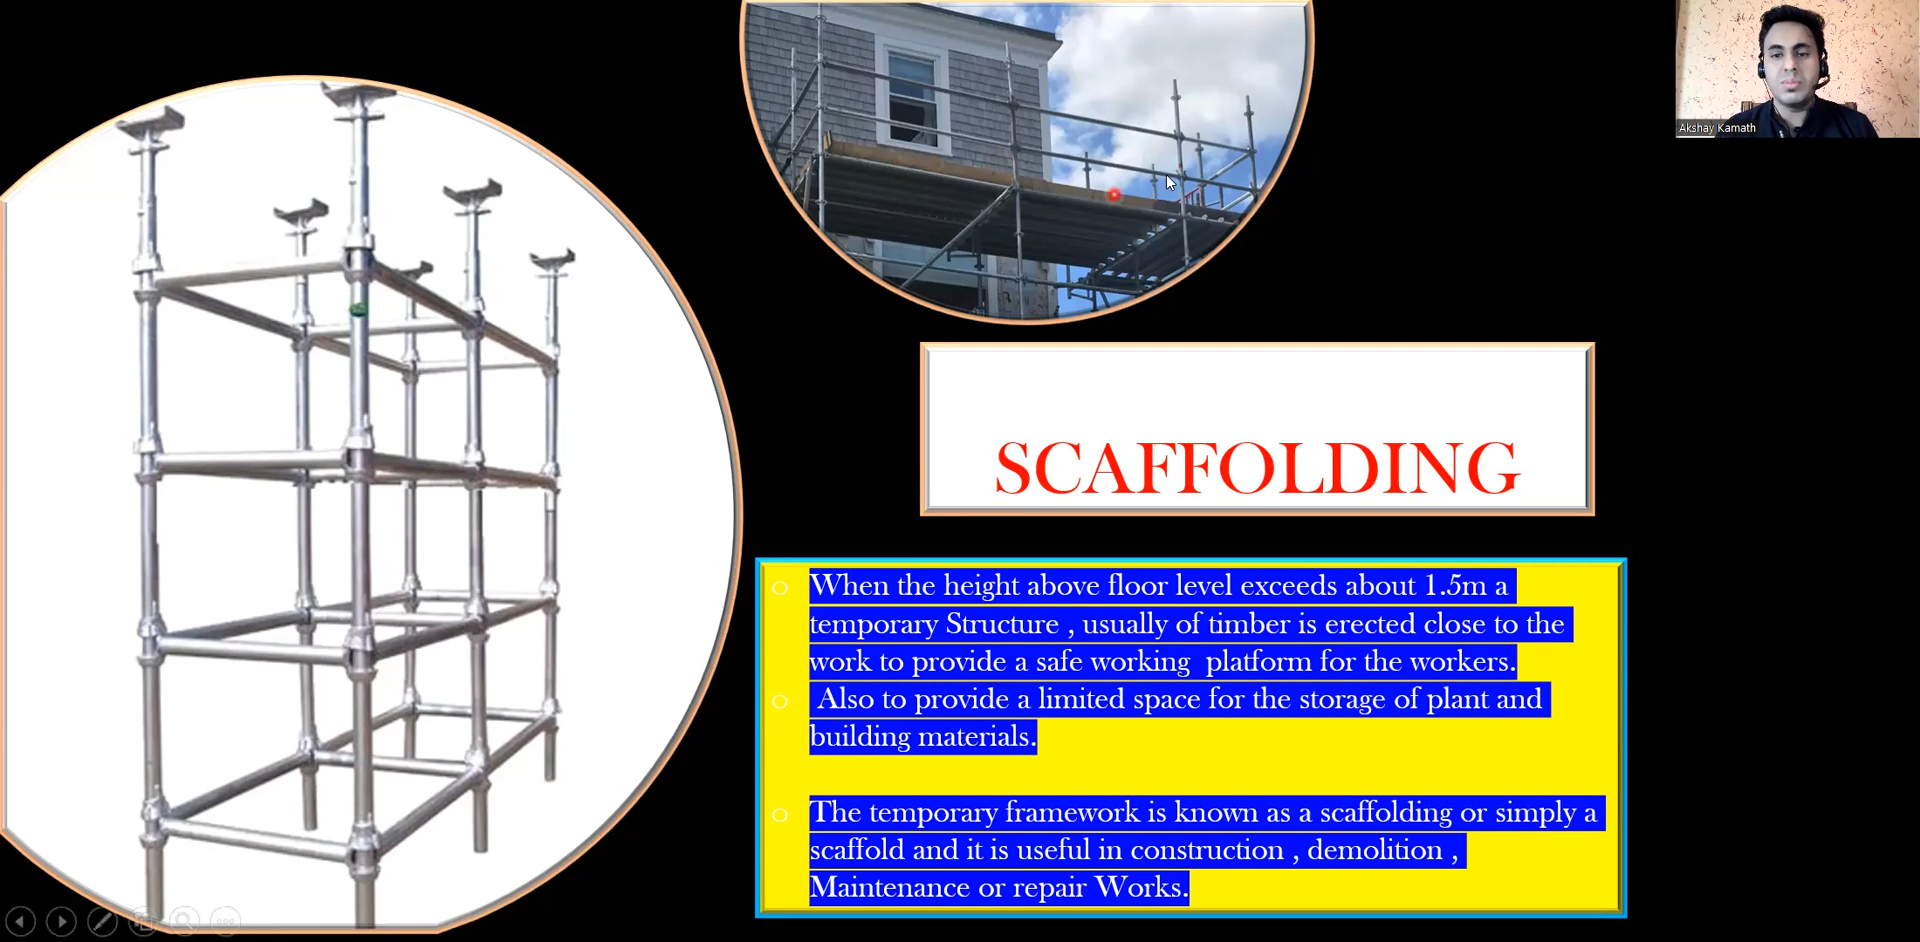 Akshay Kamath
SCAFFOLDING
When the height above floor level exceeds about 1.5m a
temporary Structure , usually of timber is erected close to the
work to provide a safe working platform for the workers.
Also to provide a limited space for the storage of plant and
building materials.
The temporary framework is known as a scaffolding or simply a
scaffold and it is useful in construction , demolition ,
Maintenance or repair Works.